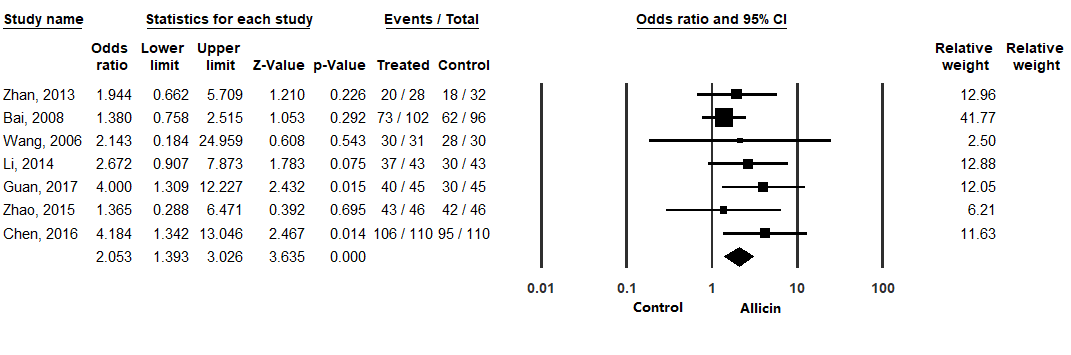 Study name Statistics for each study Events / Total Odds ratio and 95% CI
Odds Lower Upper Relative Relative
ratio limit limit Z-Value p-Value Treated Control weight weight
Zhan, 2013 1.944 0.662 5.709 1.210 0.226 20 / 28 18 / 32 12.96
Bai, 2008 1.380 0.758 2.515 1.053 0.292 73 / 102 62 / 96 41.77
Wang, 2006 2.143 0.184 24.959 0.608 0.543 30 / 31 28 / 30 2.50
Li, 2014 2.672 0.907 7.873 1.783 0.075 37 / 43 30 / 43 12.88
Guan, 2017 4.000 1.309 12.227 2.432 0.015 40 / 45 30 / 45 12.05
Zhao, 2015 1.365 0.288 6.471 0.392 0.695 43 / 46 42 / 46 6.21
Chen, 2016 4.184 1.342 13.046 2.467 0.014 106 / 110 95 / 110 11.63
2.053 1.393 3.026 3.635 0.000
0.01 0.1 1 10 100
Control Allicin